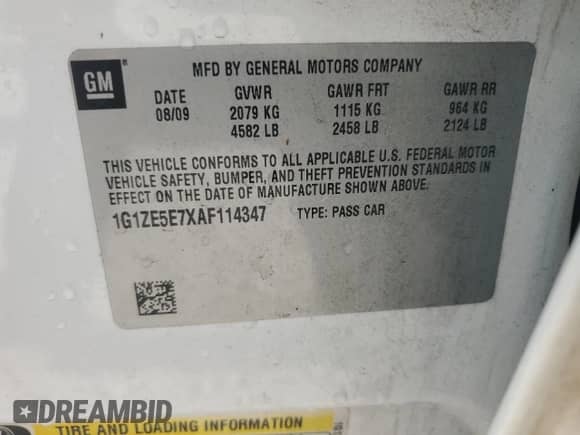 GM
MFD BY GENERAL MOTORS COMPANY
DATE GVWR GAWR FRT GAWR RR
08/09 2079 KG 1115 KG 964 KG
4582 LB 2458 LB 2124 LB
THIS VEHICLE CONFORMS TO ALL APPLICABLE U.S. FEDERAL MOTOR
VEHICLE SAFETY, BUMPER, AND THEFT PREVENTION STANDARDS IN
EFFECT ON THE DATE OF MANUFACTURE SHOWN ABOVE.
1G1ZE5E7XAF114347 TYPE: PASS CAR
DREAMBID
TIRE AND LOADING INFORMATION